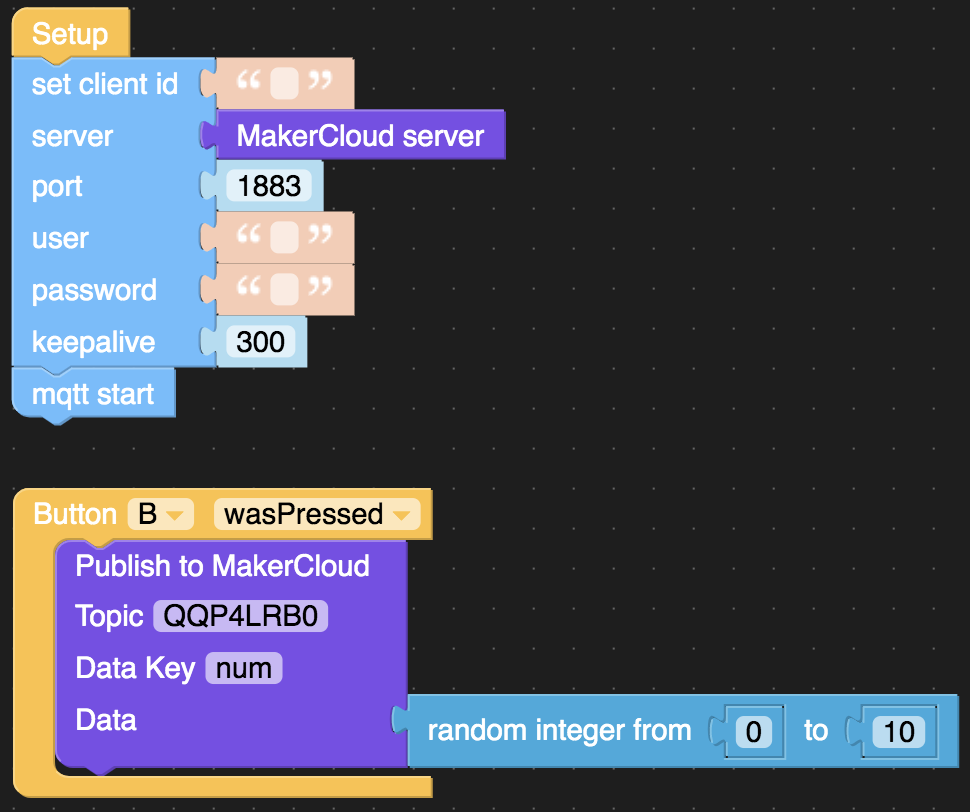 Setup
set client id “ ”
server MakerCloud server
port 1883
user “ ”
password “ ”
keepalive 300
mqtt start
Button B wasPressed
Publish to MakerCloud
Topic QQP4LRB0
Data Key num
Data random integer from 0 to 10